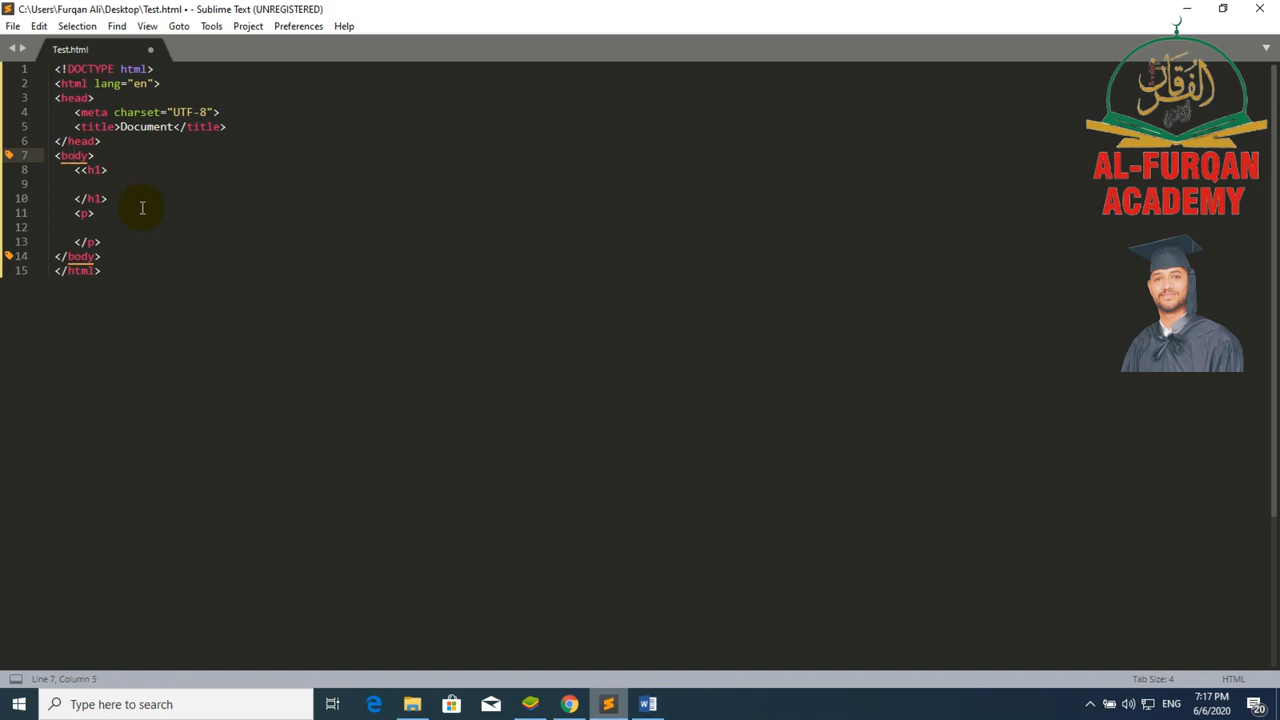 C:\Users\Furqan Ali\Desktop\Test.html • - Sublime Text (UNREGISTERED)
File Edit Selection Find View Goto Tools Project Preferences Help
Test.html
1 <!DOCTYPE html>
2 <html lang="en">
3 <head>
4 <meta charset="UTF-8">
5 <title>Document</title>
6 </head>
7 <body>
8 <<h1>
9
10 </h1>
11 <p>
12
13 </p>
14 </body>
15 </html>
الفرقان
AL-FURQAN
ACADEMY
Line 7, Column 5
Tab Size: 4
HTML
Type here to search
ENG
7:17 PM
6/6/2020
20